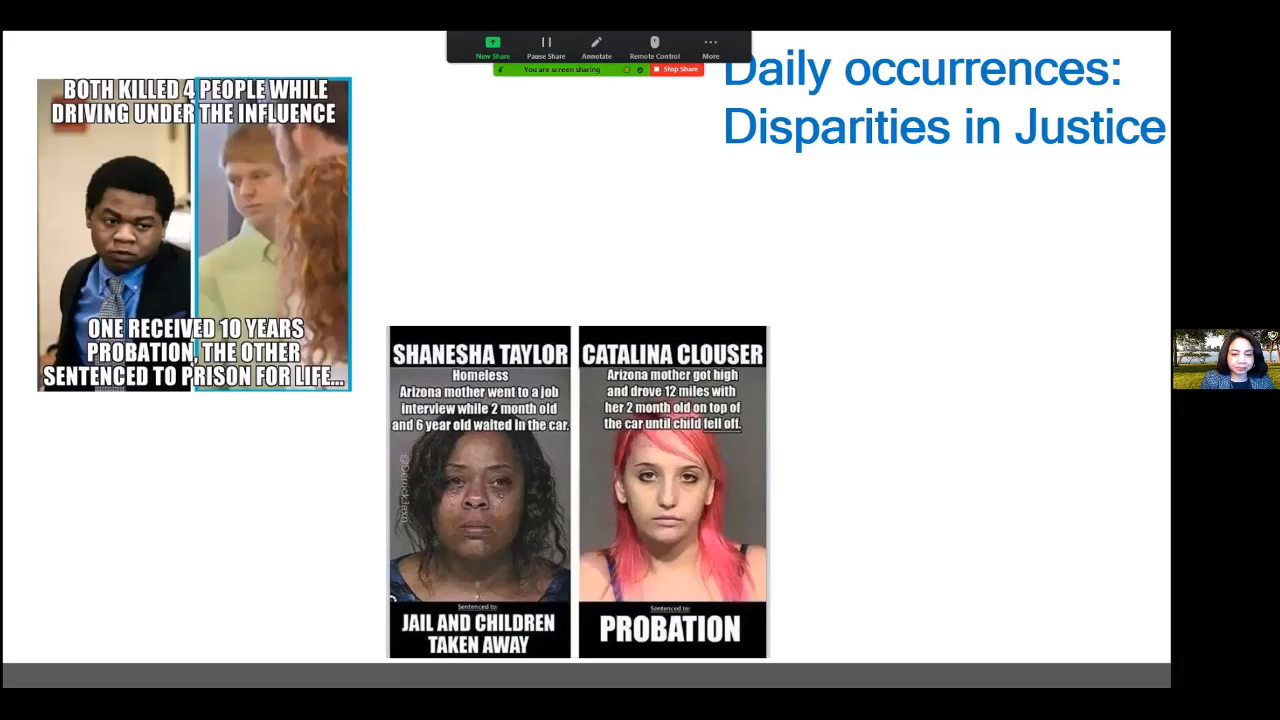 New Share
Pause Share
Annotate
Remote Control
More
You are screen sharing
Stop Share
Daily occurrences:
Disparities in Justice
BOTH KILLED 4 PEOPLE WHILE
DRIVING UNDER THE INFLUENCE
ONE RECEIVED 10 YEARS
PROBATION, THE OTHER
SENTENCED TO PRISON FOR LIFE...
SHANESHA TAYLOR
Homeless
Arizona mother went to a job
interview while 2 month old
and 6 year old waited in the car.
@DerrickJaxn
Sentenced to:
JAIL AND CHILDREN
TAKEN AWAY
CATALINA CLOUSER
Arizona mother got high
and drove 12 miles with
her 2 month old on top of
the car until child fell off.
Sentenced to:
PROBATION